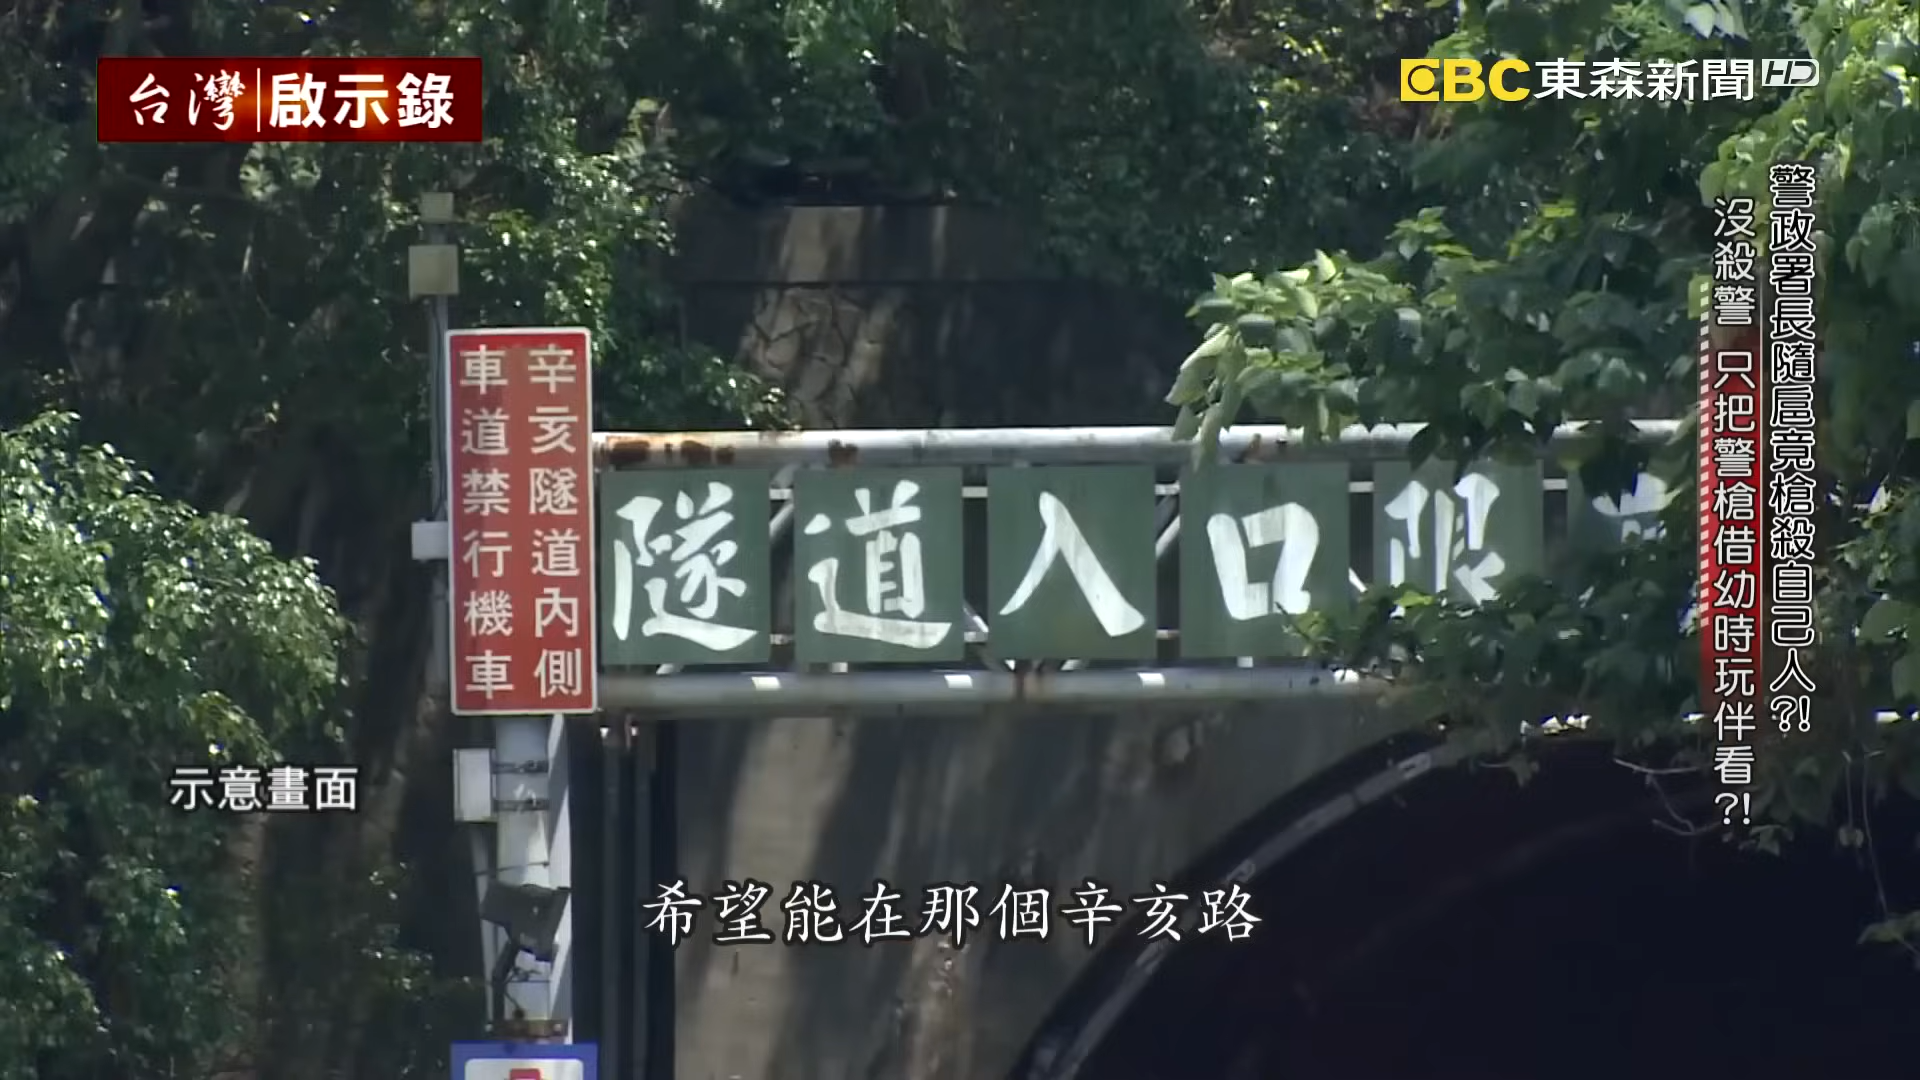 台灣啟示錄
EBC東森新聞HD
警政署長隨扈竟槍殺自己人?!
沒殺警 只把警槍借幼時玩伴看?!
辛亥隧道內側
車道禁行機車
隧道入口限高
示意畫面
希望能在那個辛亥路